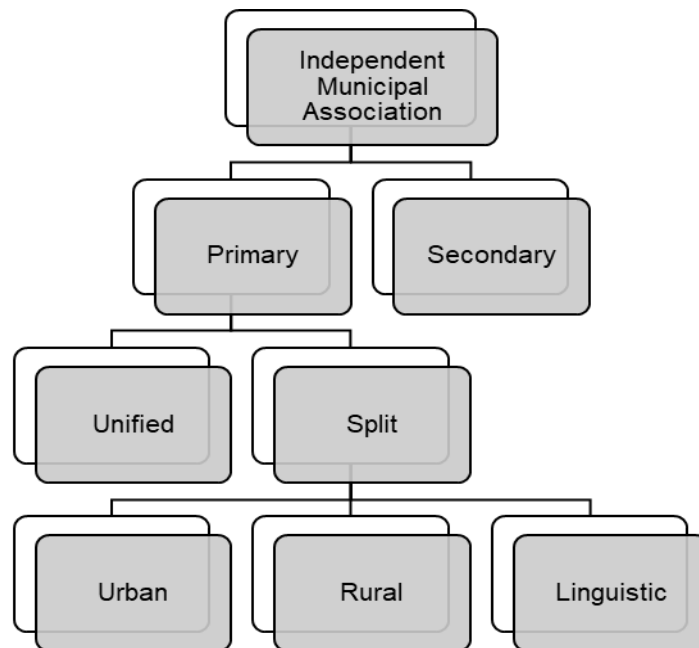 Independent
Municipal
Association
Primary
Secondary
Unified
Split
Urban
Rural
Linguistic